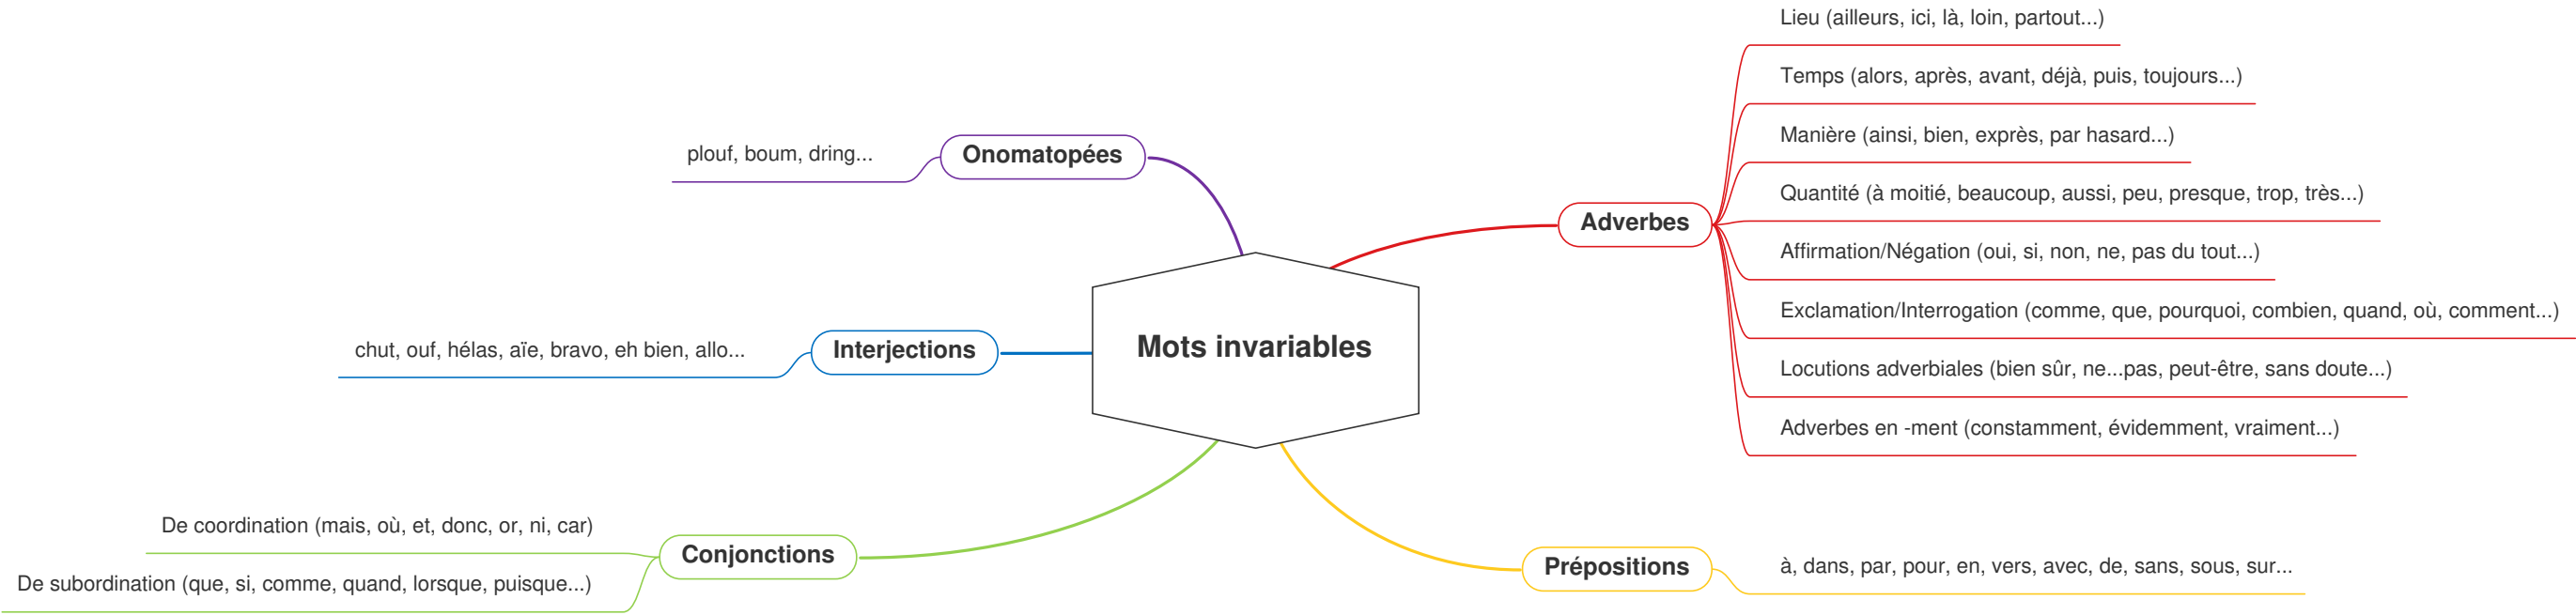 Mots invariables
Onomatopées
plouf, boum, dring...
Interjections
chut, ouf, hélas, aïe, bravo, eh bien, allo...
Conjonctions
De coordination (mais, où, et, donc, or, ni, car)
De subordination (que, si, comme, quand, lorsque, puisque...)
Adverbes
Lieu (ailleurs, ici, là, loin, partout...)
Temps (alors, après, avant, déjà, puis, toujours...)
Manière (ainsi, bien, exprès, par hasard...)
Quantité (à moitié, beaucoup, aussi, peu, presque, trop, très...)
Affirmation/Négation (oui, si, non, ne, pas du tout...)
Exclamation/Interrogation (comme, que, pourquoi, combien, quand, où, comment...)
Locutions adverbiales (bien sûr, ne...pas, peut-être, sans doute...)
Adverbes en -ment (constamment, évidemment, vraiment...)
Prépositions
à, dans, par, pour, en, vers, avec, de, sans, sous, sur...